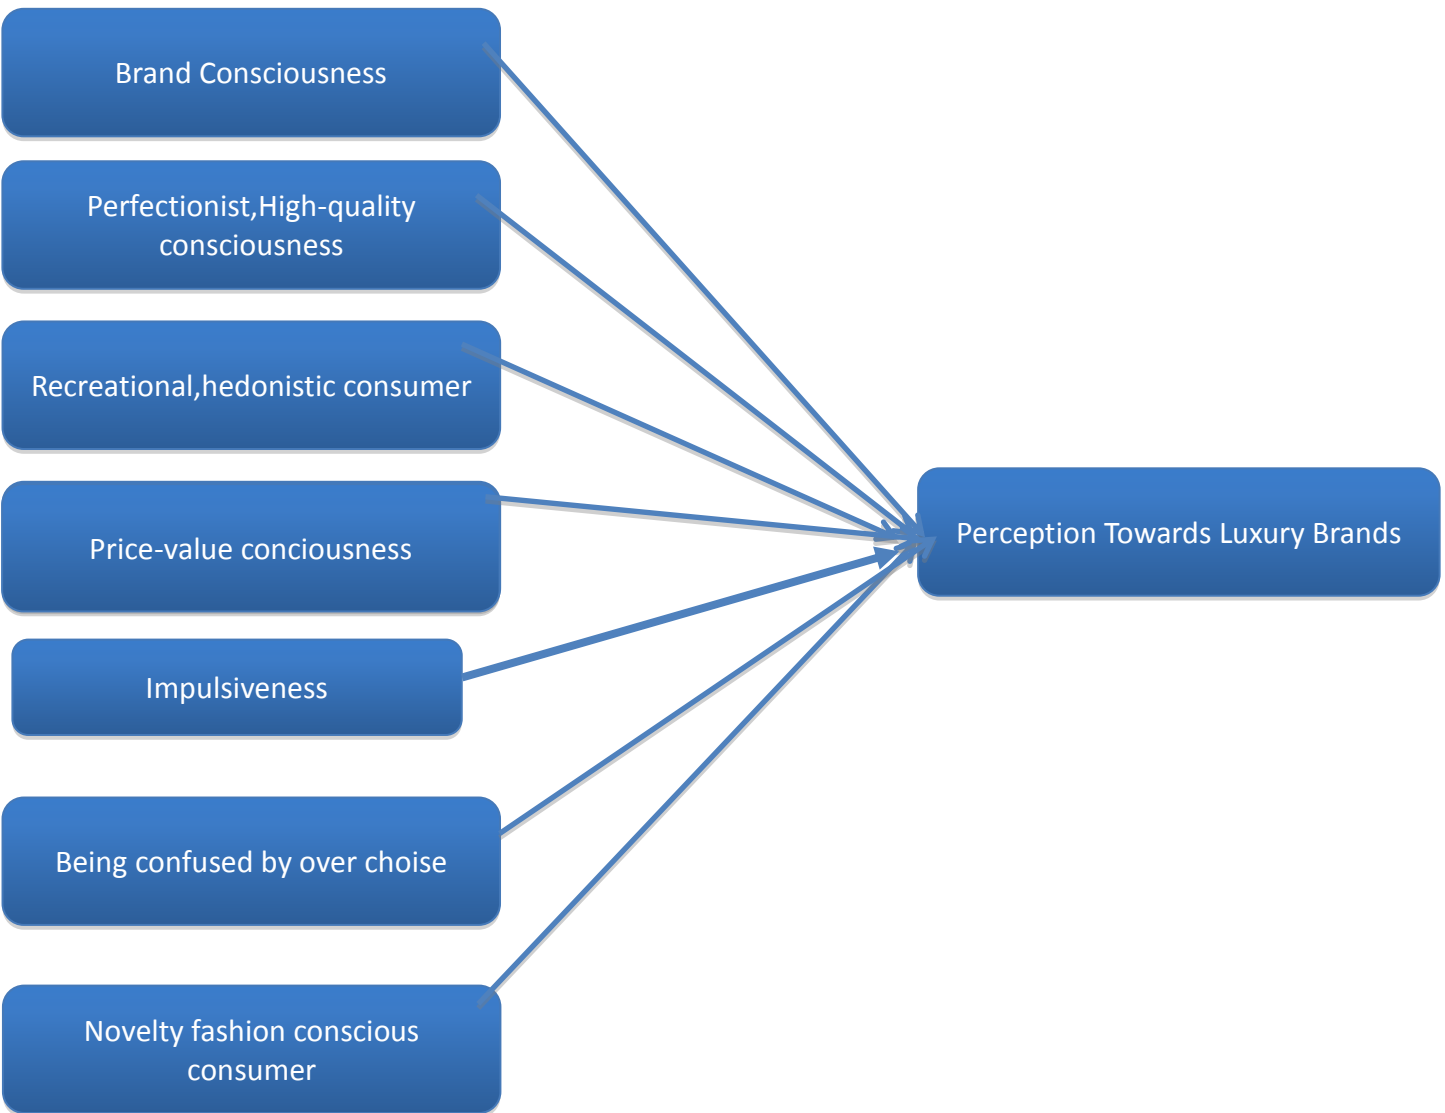 Brand Consciousness
Perfectionist,High-quality
consciousness
Recreational,hedonistic consumer
Price-value conciousness
Perception Towards Luxury Brands
Impulsiveness
Being confused by over choise
Novelty fashion conscious
consumer